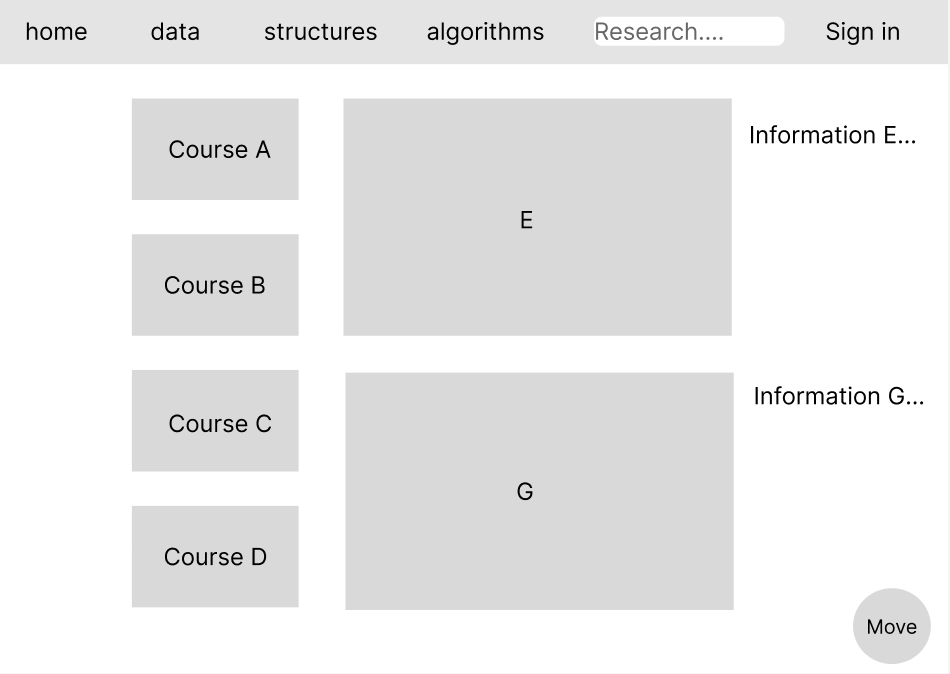 home data structures algorithms Research.... Sign in
Course A
Course B
Course C
Course D
E
Information E...
G
Information G...
Move